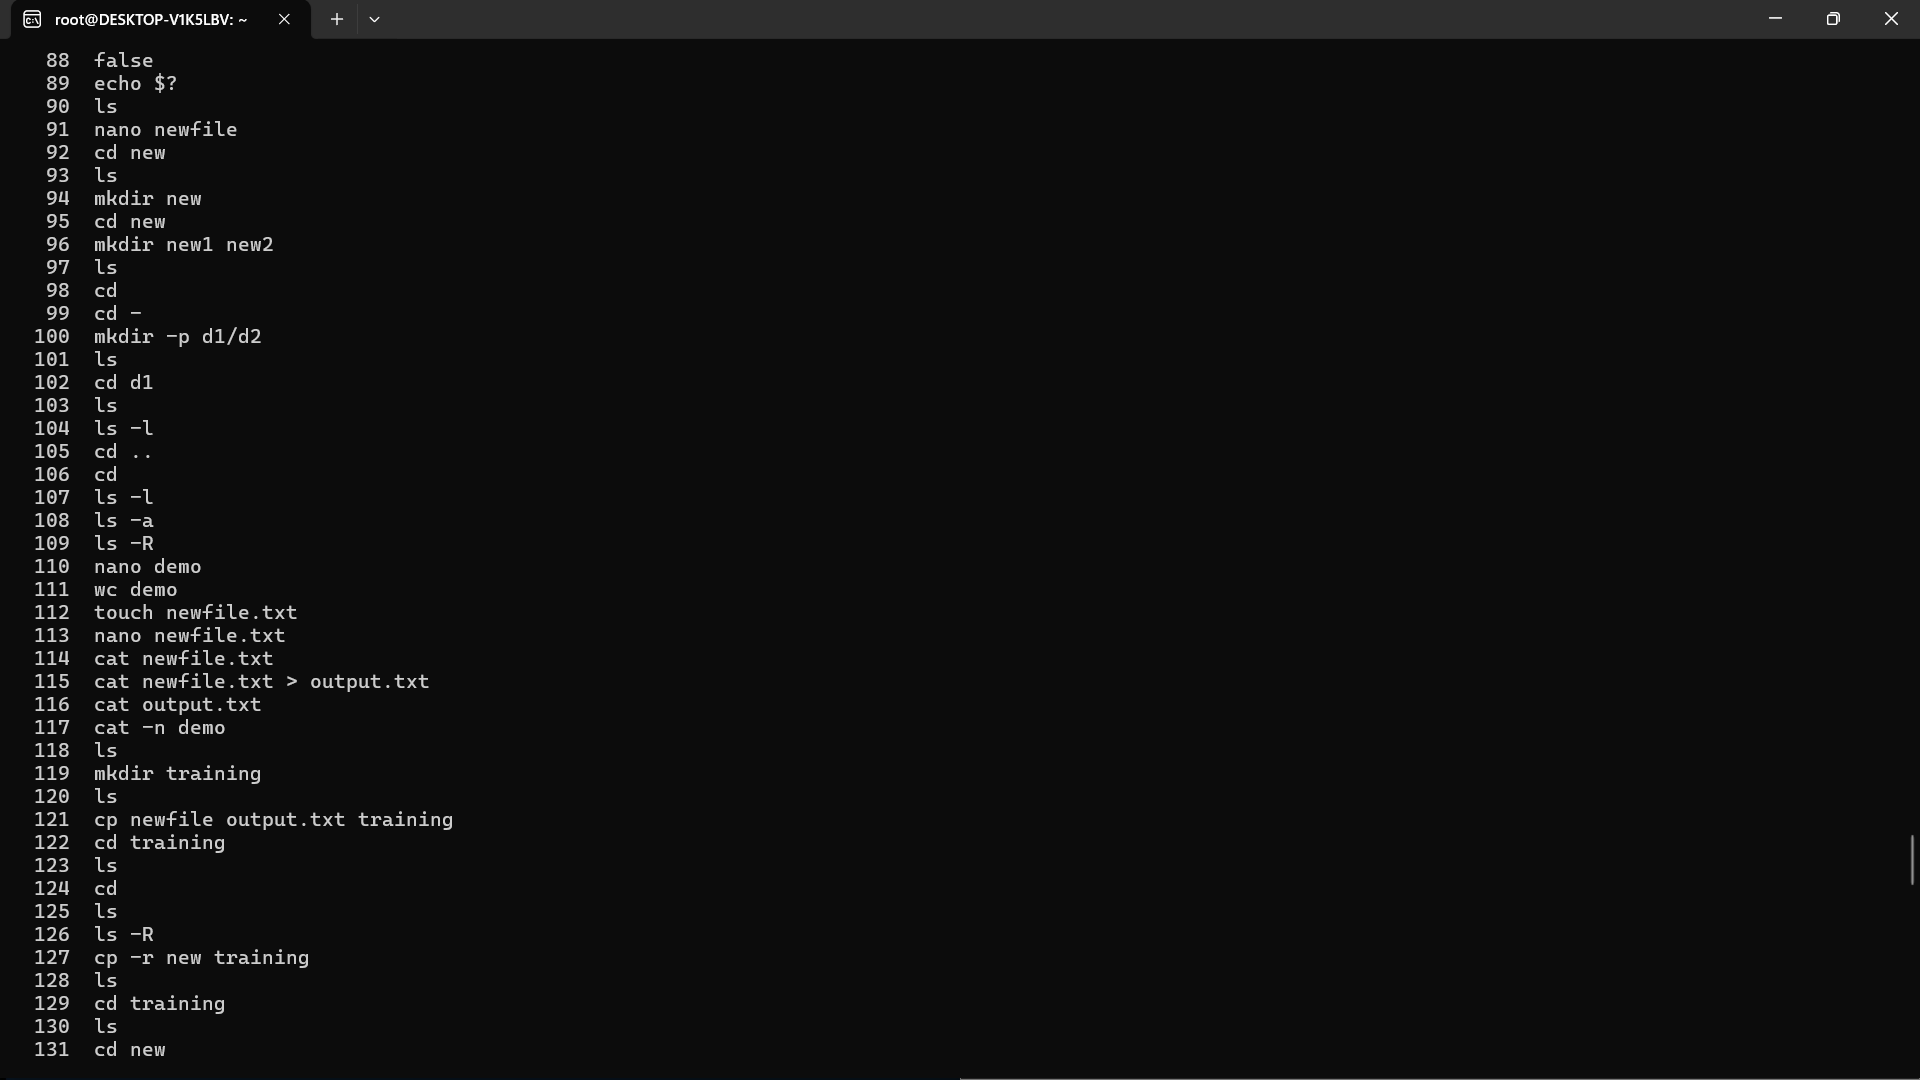 root@DESKTOP-V1K5LBV: ~
88 false
89 echo $?
90 ls
91 nano newfile
92 cd new
93 ls
94 mkdir new
95 cd new
96 mkdir new1 new2
97 ls
98 cd
99 cd -
100 mkdir -p d1/d2
101 ls
102 cd d1
103 ls
104 ls -l
105 cd ..
106 cd
107 ls -l
108 ls -a
109 ls -R
110 nano demo
111 wc demo
112 touch newfile.txt
113 nano newfile.txt
114 cat newfile.txt
115 cat newfile.txt > output.txt
116 cat output.txt
117 cat -n demo
118 ls
119 mkdir training
120 ls
121 cp newfile output.txt training
122 cd training
123 ls
124 cd
125 ls
126 ls -R
127 cp -r new training
128 ls
129 cd training
130 ls
131 cd new